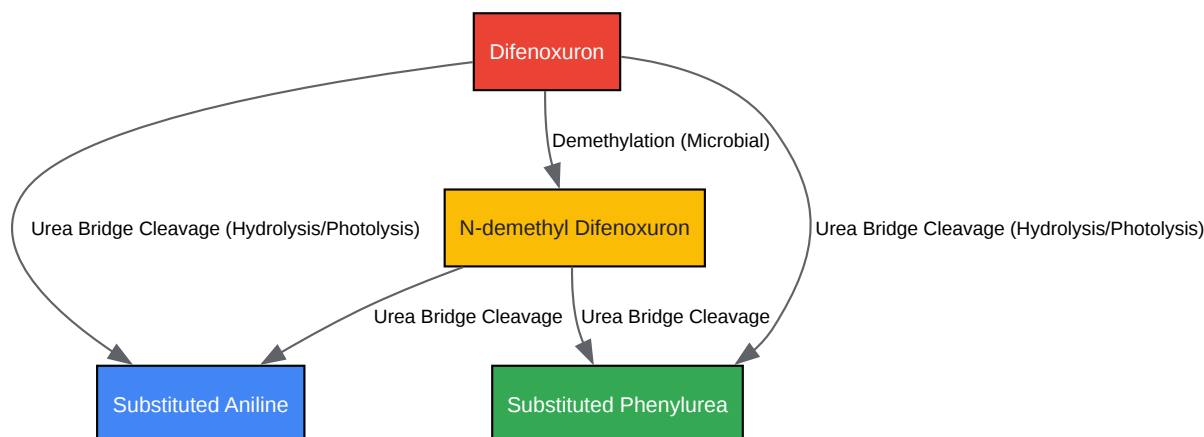 Difenoxuron
Demethylation (Microbial)
Urea Bridge Cleavage (Hydrolysis/Photolysis)
N-demethyl Difenoxuron
Urea Bridge Cleavage (Hydrolysis/Photolysis)
Urea Bridge Cleavage
Urea Bridge Cleavage
Substituted Aniline
Substituted Phenylurea